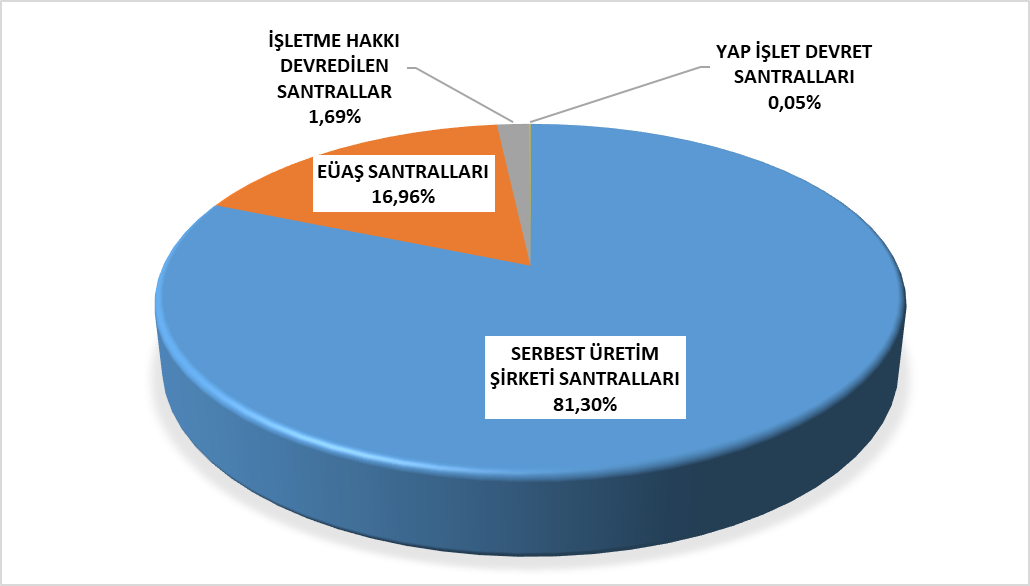 İŞLETME HAKKI
DEVREDİLEN
SANTRALLAR
1,69%
YAP İŞLET DEVRET
SANTRALLARI
0,05%
EÜAŞ SANTRALLARI
16,96%
SERBEST ÜRETİM
ŞİRKETİ SANTRALLARI
81,30%